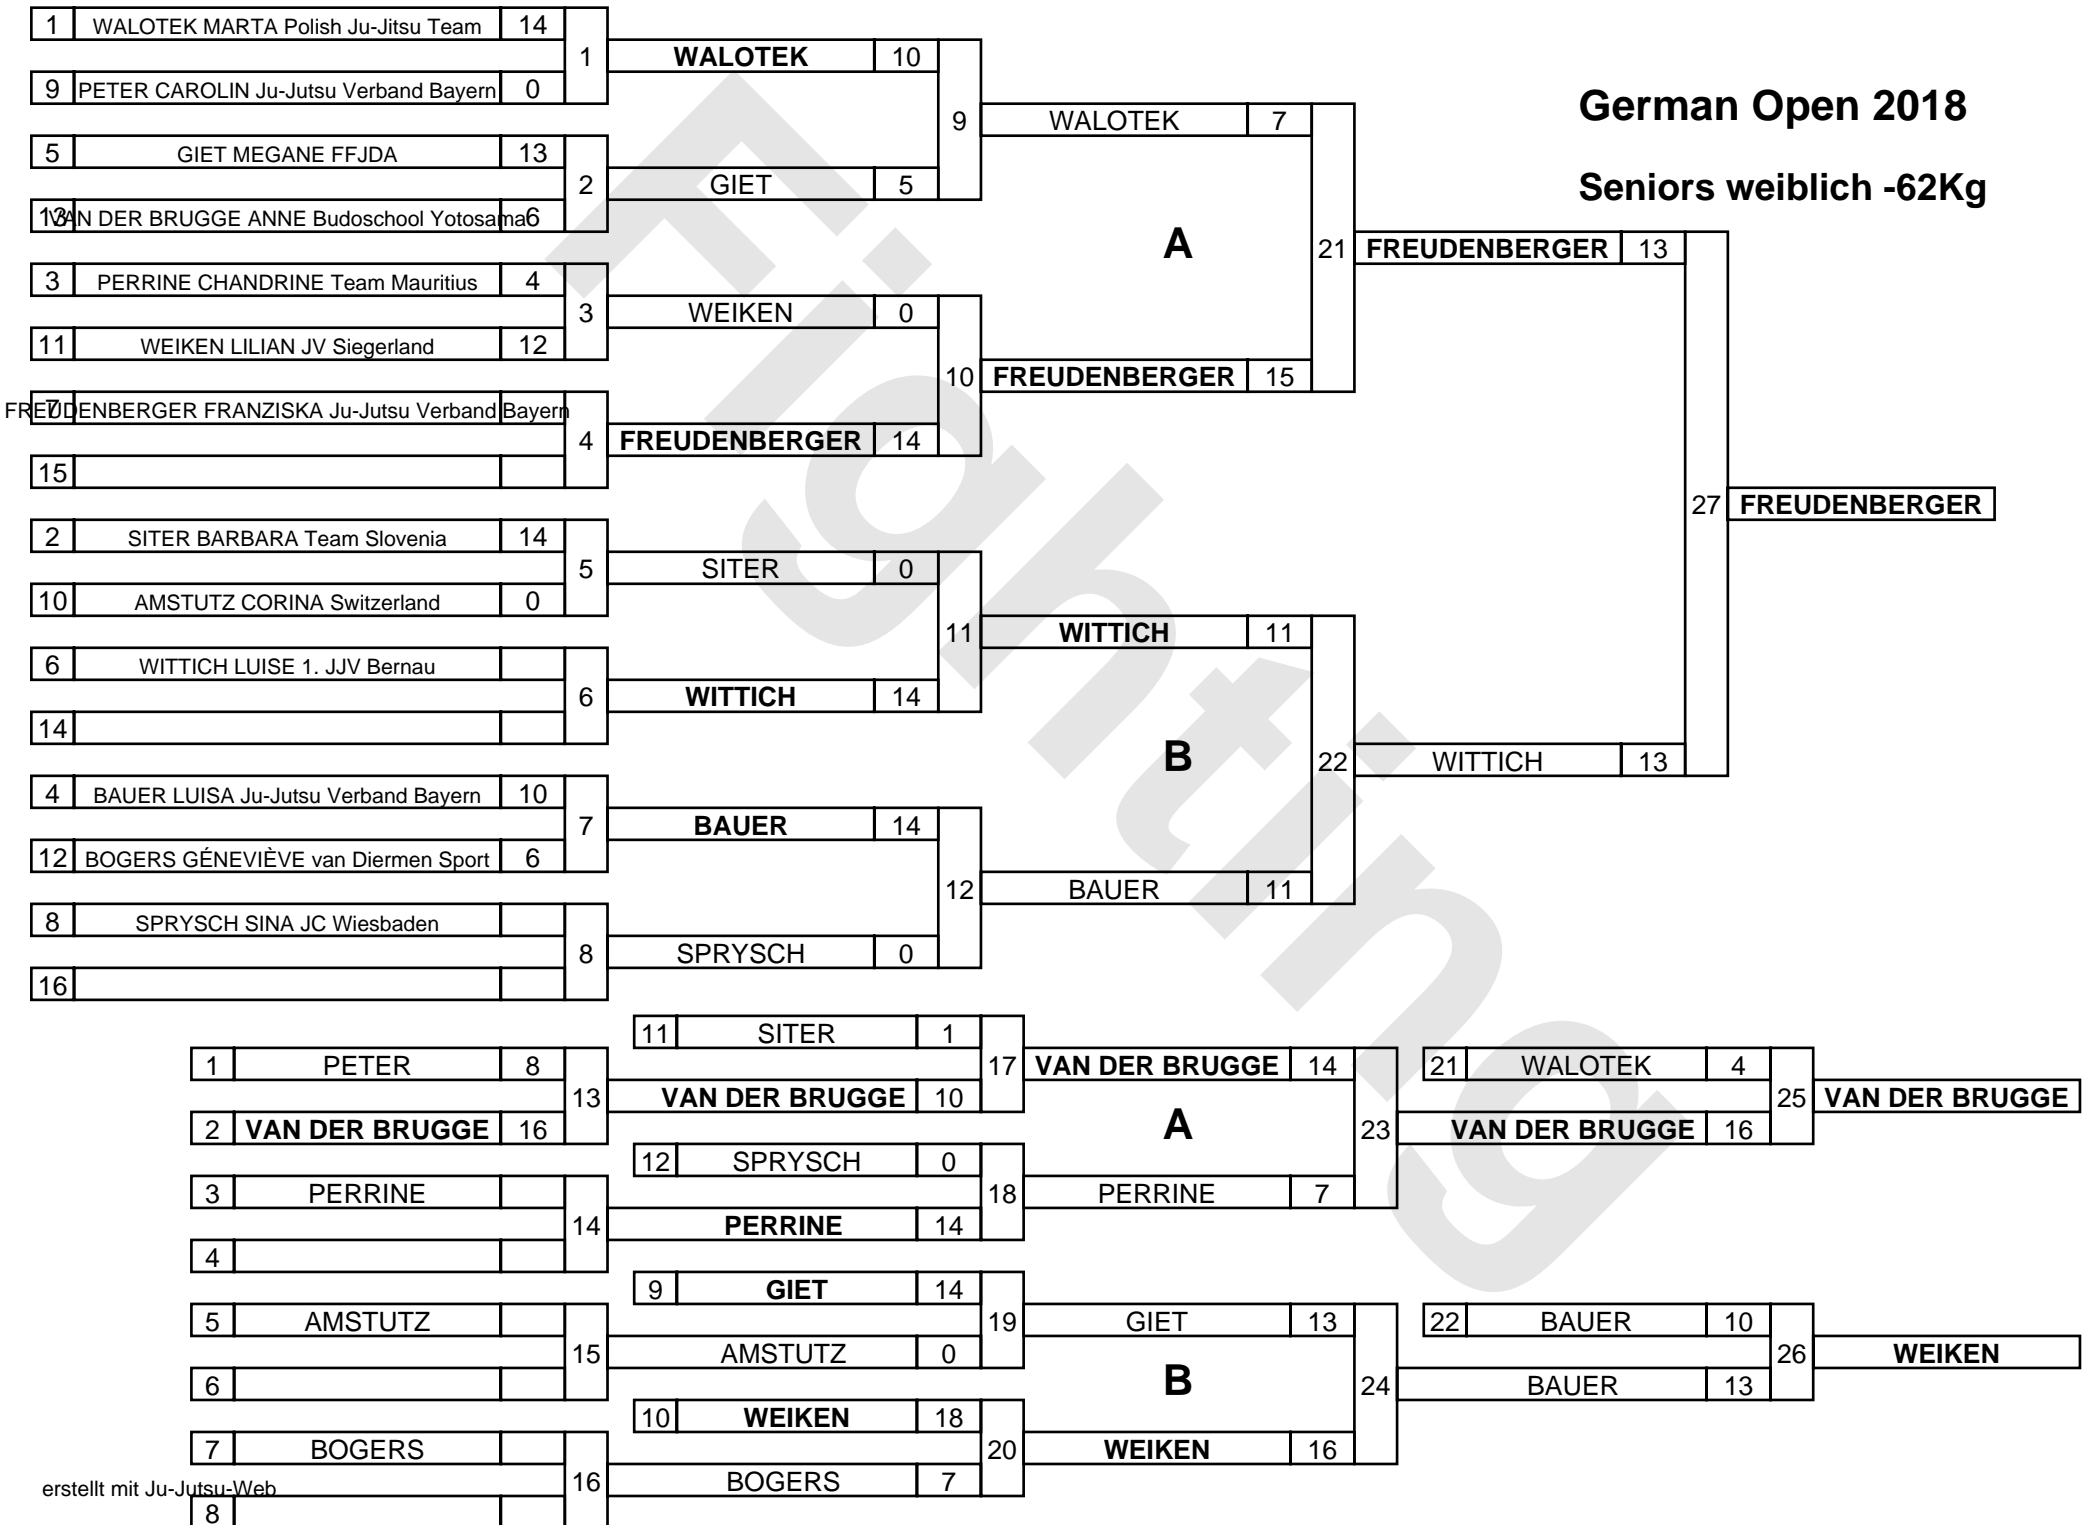 German Open 2018
Seniors weiblich -62Kg
1 WALOTEK MARTA Polish Ju-Jitsu Team 14
9 PETER CAROLIN Ju-Jutsu Verband Bayern 0
1
5 GIET MEGANE FFJDA 13
13 VAN DER BRUGGE ANNE Budoschool Yotosama 6
2
3 PERRINE CHANDRINE Team Mauritius 4
11 WEIKEN LILIAN JV Siegerland 12
3
7 FREUDENBERGER FRANZISKA Ju-Jutsu Verband Bayern
15
4
2 SITER BARBARA Team Slovenia 14
10 AMSTUTZ CORINA Switzerland 0
5
6 WITTICH LUISE 1. JJV Bernau
14
6
4 BAUER LUISA Ju-Jutsu Verband Bayern 10
12 BOGERS GÉNEVIÈVE van Diermen Sport 6
7
8 SPRYSCH SINA JC Wiesbaden
16
8
WALOTEK 10
GIET 5
9
WEIKEN 0
FREUDENBERGER 14
10
SITER 0
WITTICH 14
11
BAUER 14
SPRYSCH 0
12
WALOTEK 7
A
FREUDENBERGER 15
21
WITTICH 11
B
BAUER 11
22
FREUDENBERGER 13
WITTICH 13
27
FREUDENBERGER
1 PETER 8
2 VAN DER BRUGGE 16
13
3 PERRINE
4
14
5 AMSTUTZ
6
15
7 BOGERS
8
16
11 SITER 1
VAN DER BRUGGE 10
17
12 SPRYSCH 0
PERRINE 14
18
9 GIET 14
AMSTUTZ 0
19
10 WEIKEN 18
BOGERS 7
20
VAN DER BRUGGE 14
A
PERRINE 7
23
GIET 13
B
WEIKEN 16
24
21 WALOTEK 4
VAN DER BRUGGE 16
25
VAN DER BRUGGE
22 BAUER 10
BAUER 13
26
WEIKEN
erstellt mit Ju-Jutsu-Web
Fighting